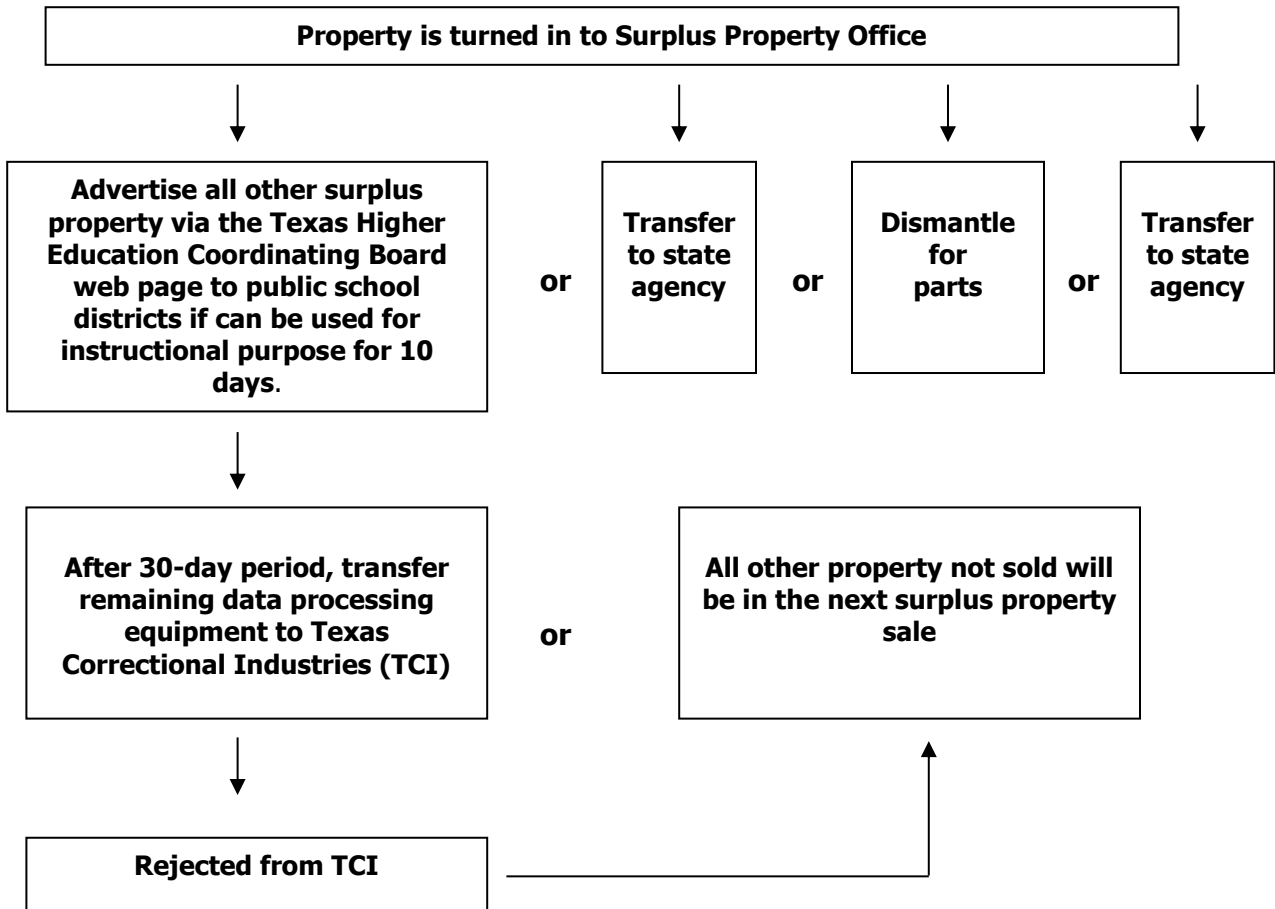 Property is turned in to Surplus Property Office
Advertise all other surplus
property via the Texas Higher
Education Coordinating Board
web page to public school
districts if can be used for
instructional purpose for 10
days.
or
Transfer
to state
agency
or
Dismantle
for
parts
or
Transfer
to state
agency
After 30-day period, transfer
remaining data processing
equipment to Texas
Correctional Industries (TCI)
or
All other property not sold will
be in the next surplus property
sale
Rejected from TCI